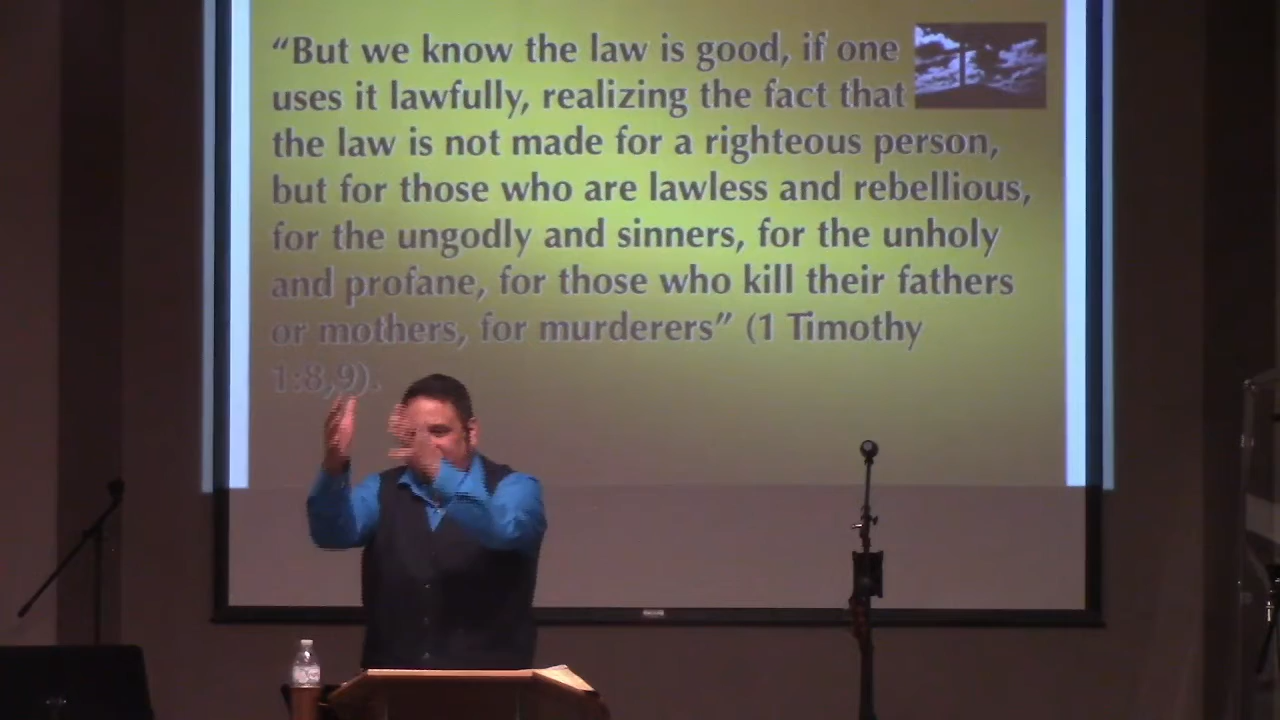 “But we know the law is good, if one
uses it lawfully, realizing the fact that
the law is not made for a righteous person,
but for those who are lawless and rebellious,
for the ungodly and sinners, for the unholy
and profane, for those who kill their fathers
or mothers, for murderers” (1 Timothy
1:8,9).